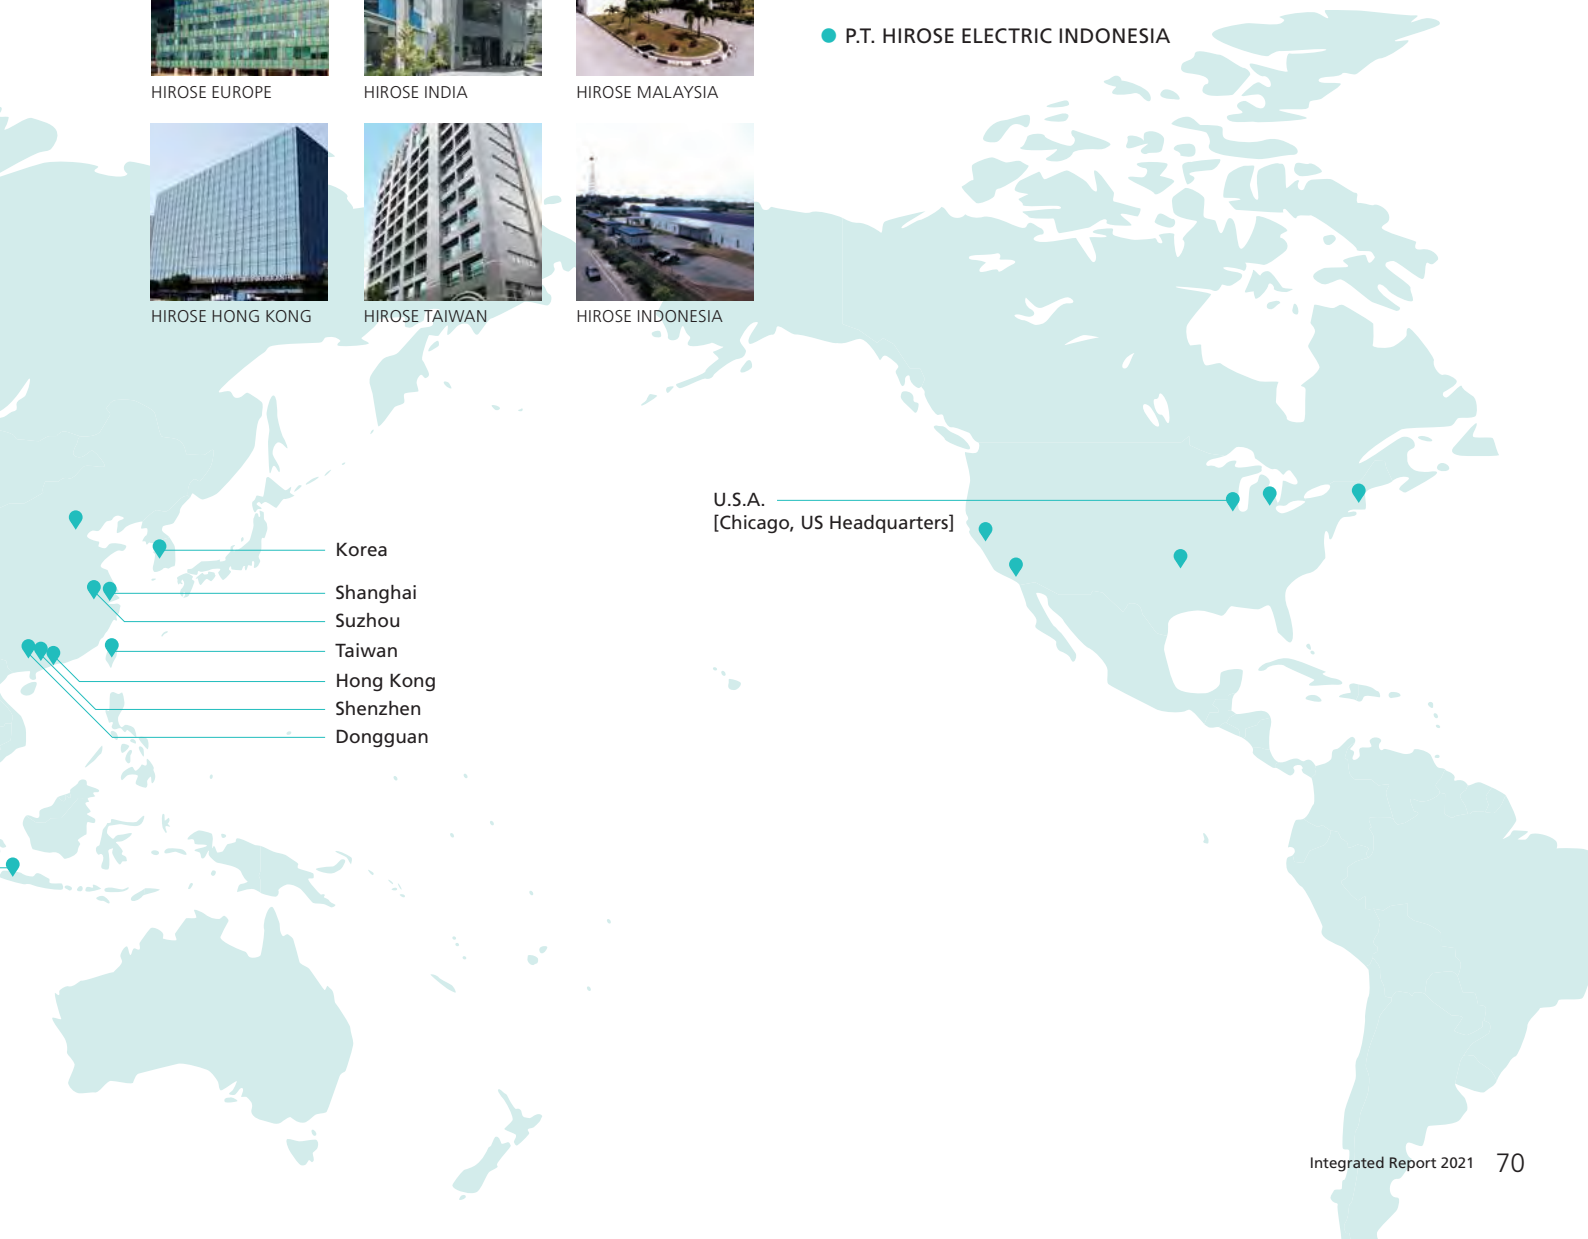 P.T. HIROSE ELECTRIC INDONESIA
HIROSE EUROPE
HIROSE INDIA
HIROSE MALAYSIA
HIROSE HONG KONG
HIROSE TAIWAN
HIROSE INDONESIA
U.S.A.
[Chicago, US Headquarters]
Korea
Shanghai
Suzhou
Taiwan
Hong Kong
Shenzhen
Dongguan
Integrated Report 2021 70